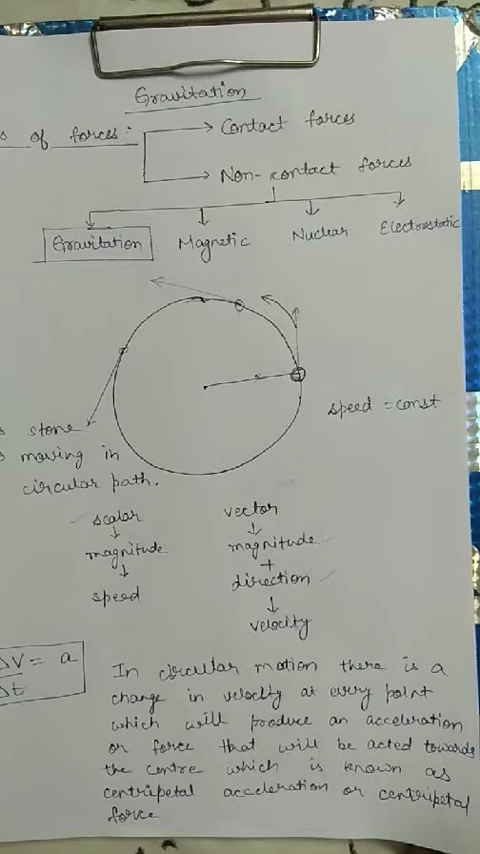 Gravitation
of forces:
Contact forces
Non-contact forces
Gravitation Magnetic Nuclear Electrostatic
speed = const
stone
moving in
circular path.
scalar vector
magnitude magnitude
+
speed direction
velocity
ΔV = a
Δt
In circular motion there is a
change in velocity at every point
which will produce an acceleration
or force that will be acted towards
the centre which is known as
centripetal acceleration or centripetal
force